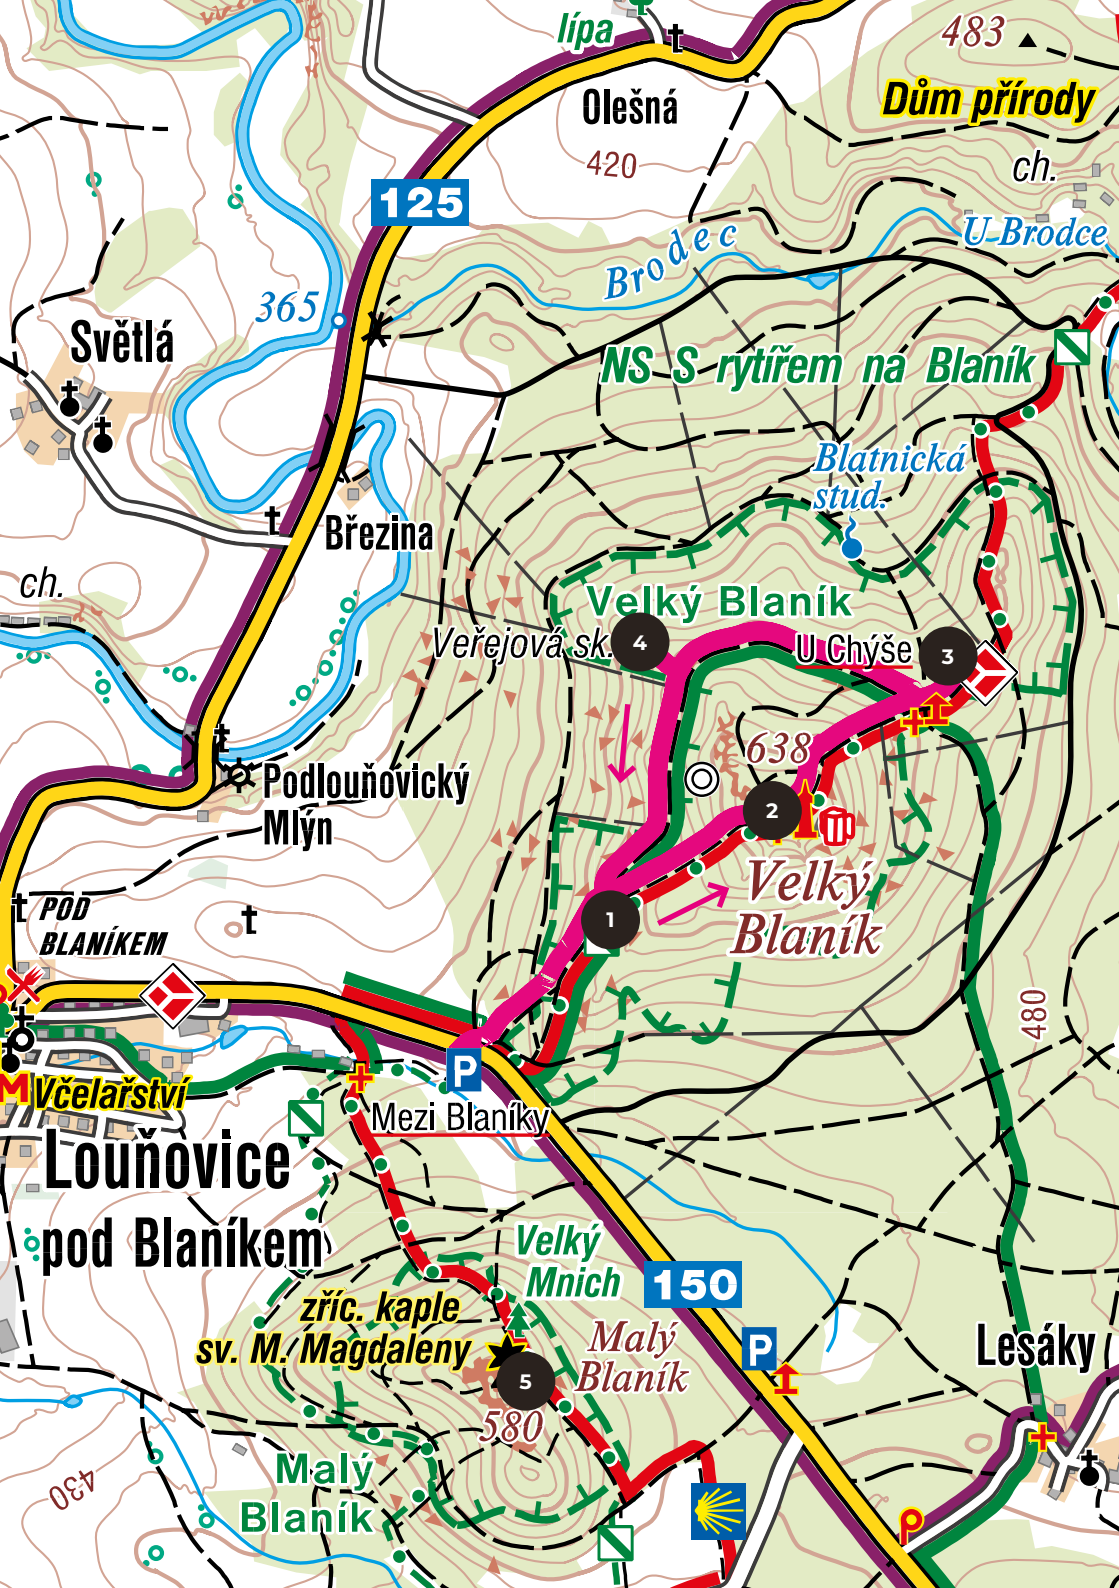 lípa
483
Dům přírody
Olešná
420
ch.
125
U Brodce
Brodec
365
Světlá
NS S rytířem na Blaník
Blatnická
stud.
Březina
ch.
Velký Blaník
Veřejová sk.
4
U Chýše
3
638
Podlouňovický
Mlýn
2
Velký
Blaník
POD
BLANÍKEM
1
480
P
M
Včelařství
Mezi Blaníky
Louňovice
pod Blaníkem
Velký
Mnich
150
zříc. kaple
sv. M. Magdaleny
Malý
Blaník
P
Lesáky
5
580
Malý
Blaník
430